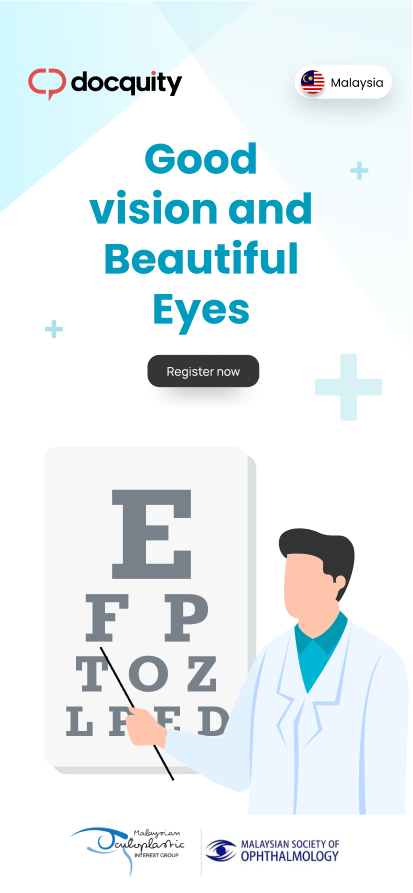 docquity
Malaysia
Good
vision and
Beautiful
Eyes
Register now
E
F P
T O Z
L P E D
Malaysian
Oculoplastic
INTEREST GROUP
MALAYSIAN SOCIETY OF
OPHTHALMOLOGY